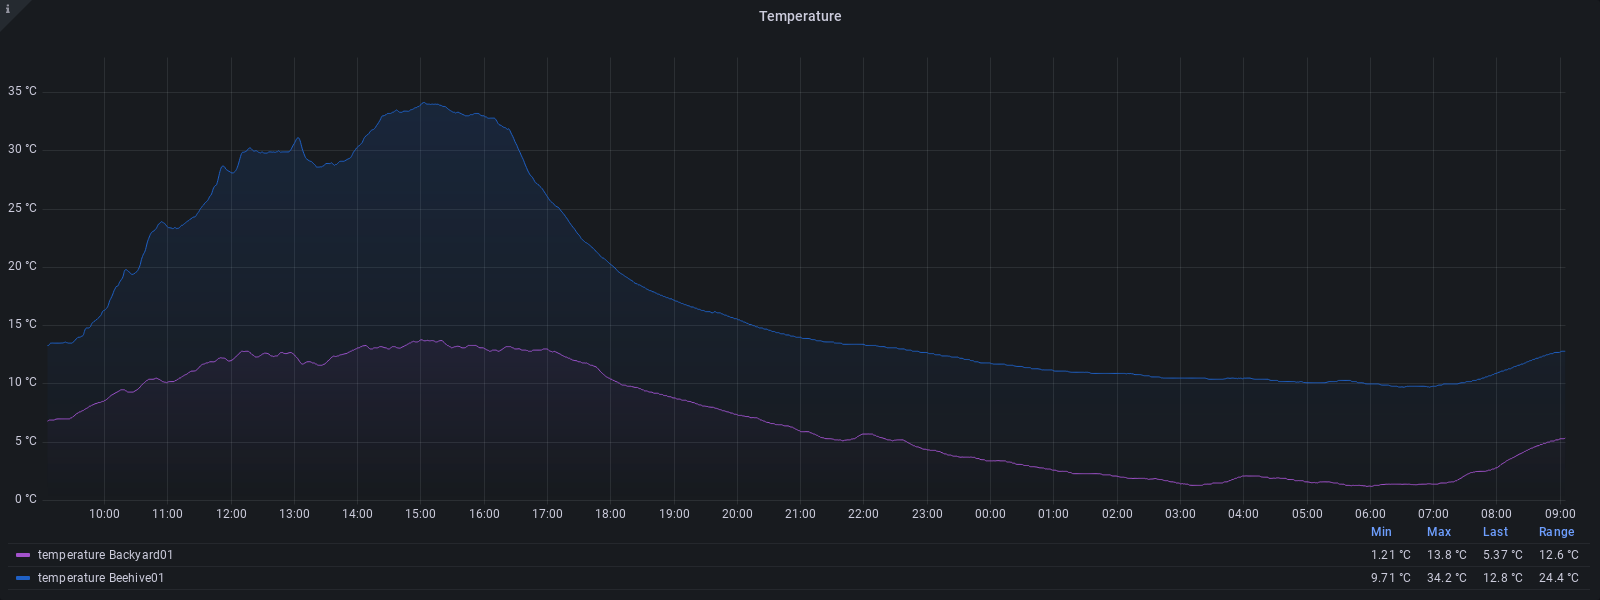 i
Temperature
35 °C
30 °C
25 °C
20 °C
15 °C
10 °C
5 °C
0 °C
10:00 11:00 12:00 13:00 14:00 15:00 16:00 17:00 18:00 19:00 20:00 21:00 22:00 23:00 00:00 01:00 02:00 03:00 04:00 05:00 06:00 07:00 08:00 09:00
Min Max Last Range
temperature Backyard01 1.21 °C 13.8 °C 5.37 °C 12.6 °C
temperature Beehive01 9.71 °C 34.2 °C 12.8 °C 24.4 °C